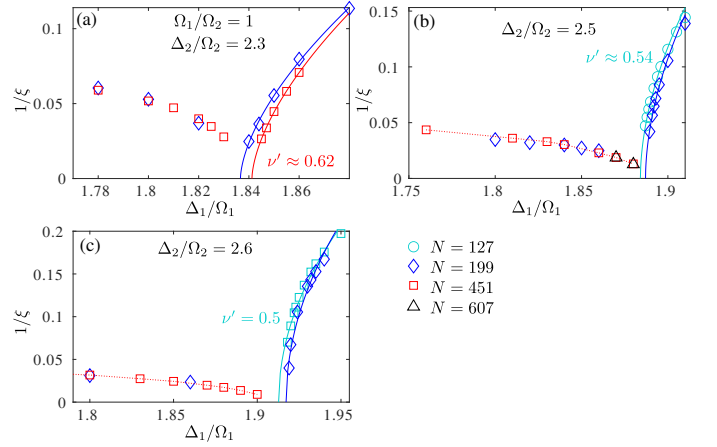 (a)
Ω₁/Ω₂ = 1
Δ₂/Ω₂ = 2.3
ν′ ≈ 0.62
1/ξ
0.1
0.05
0
1.78 1.8 1.82 1.84 1.86
Δ₁/Ω₁
(b)
Δ₂/Ω₂ = 2.5
ν′ ≈ 0.54
1/ξ
0.15
0.1
0.05
0
1.75 1.8 1.85 1.9
Δ₁/Ω₁
(c)
Δ₂/Ω₂ = 2.6
ν′ = 0.5
1/ξ
0.2
0.15
0.1
0.05
0
1.8 1.85 1.9 1.95
Δ₁/Ω₁
N = 127
N = 199
N = 451
N = 607